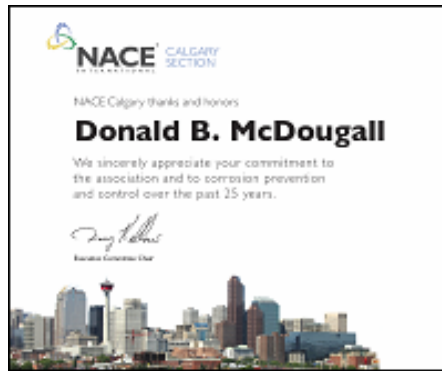 NACE CALGARY
INTERNATIONAL SECTION
NACE Calgary thanks and honors
Donald B. McDougall
We sincerely appreciate your commitment to
the association and to corrosion prevention
and control over the past 25 years.
Executive Committee Chair